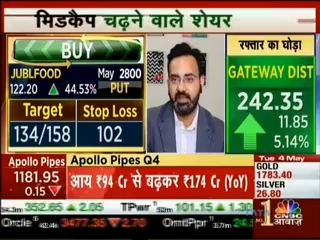 मिडकैप चढ़ने वाले शेयर
BUY
JUBLFOOD
May 2800
122.20 44.53%
PUT
Target
Stop Loss
134/158
102
रफ्तार का घोड़ा
GATEWAY DIST
242.35
11.85
5.14%
Apollo Pipes
1181.95
0.15
Apollo Pipes Q4
आय ₹94 Cr से बढ़कर ₹174 Cr (YoY)
Tue 4 May
GOLD
1783.40
SILVER
26.80
352.65 2.05
TPW
101.15 1.30
3477.35 2.70
CNBC
आवाज़